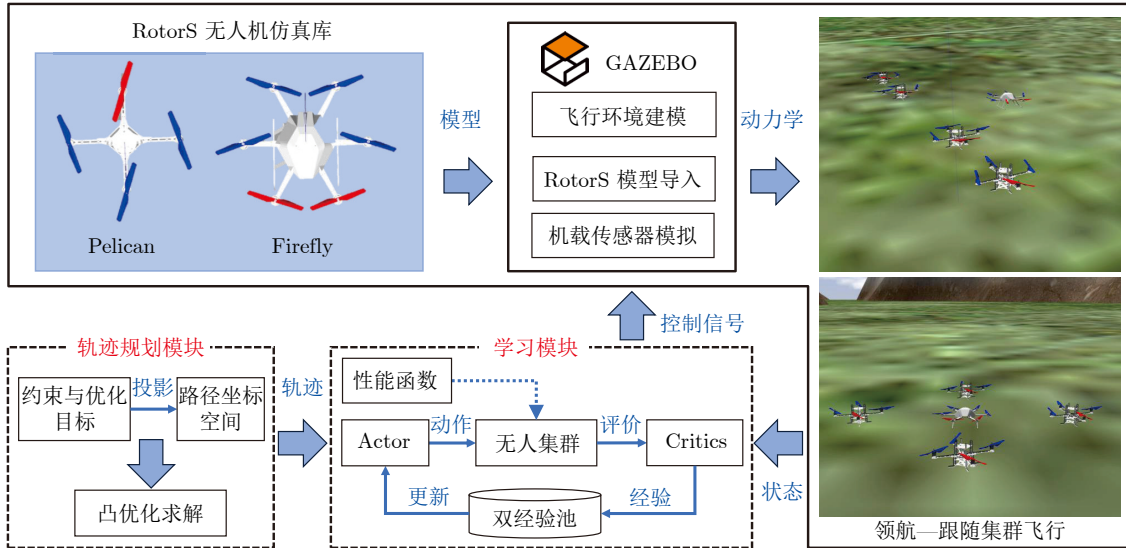 RotorS 无人机仿真库
Pelican
Firefly
模型
GAZEBO
飞行环境建模
RotorS 模型导入
机载传感器模拟
动力学
控制信号
轨迹规划模块
约束与优化
目标
投影
路径坐标
空间
凸优化求解
轨迹
学习模块
性能函数
Actor
动作
无人集群
评价
Critics
更新
双经验池
经验
状态
领航—跟随集群飞行